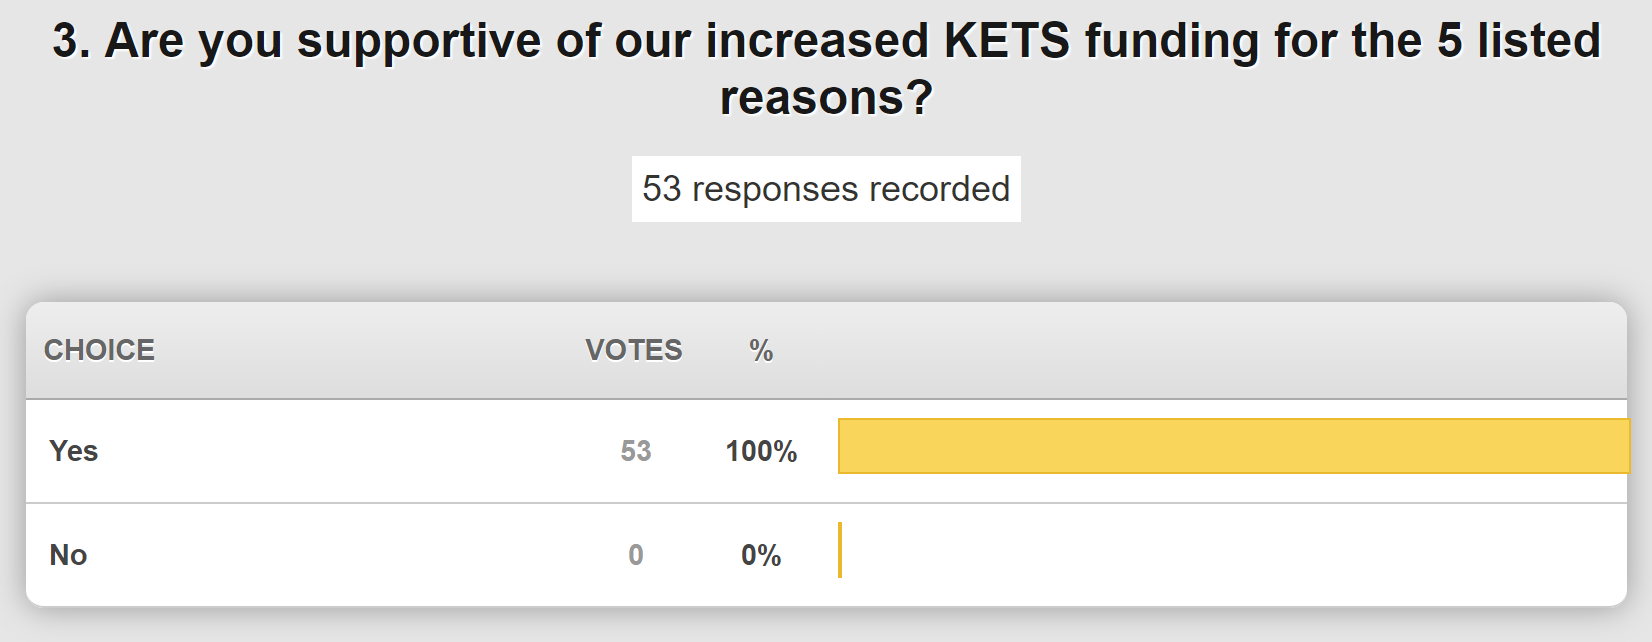 3. Are you supportive of our increased KETS funding for the 5 listed
reasons?
53 responses recorded
CHOICE VOTES %
Yes 53 100%
No 0 0%